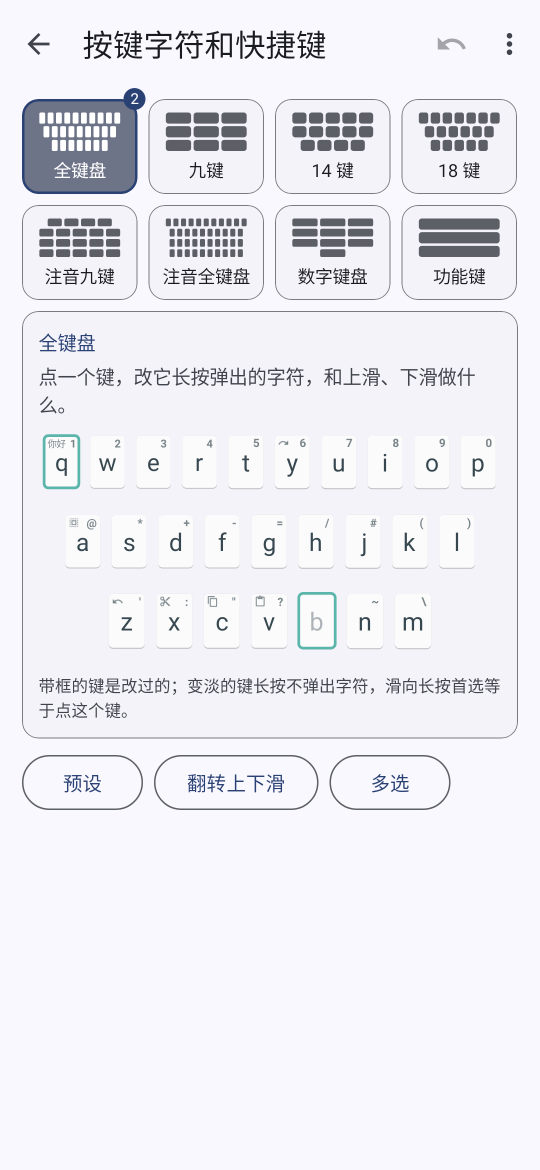 按键字符和快捷键
2
全键盘 九键 14 键 18 键
注音九键 注音全键盘 数字键盘 功能键
全键盘
点一个键，改它长按弹出的字符，和上滑、下滑做什
么。
你好 1 2 3 4 5 6 7 8 9 0
q w e r t y u i o p
@ * + - = / # ( )
a s d f g h j k l
' : " ? ~ \
z x c v b n m
带框的键是改过的；变淡的键长按不弹出字符，滑向长按首选等
于点这个键。
预设 翻转上下滑 多选